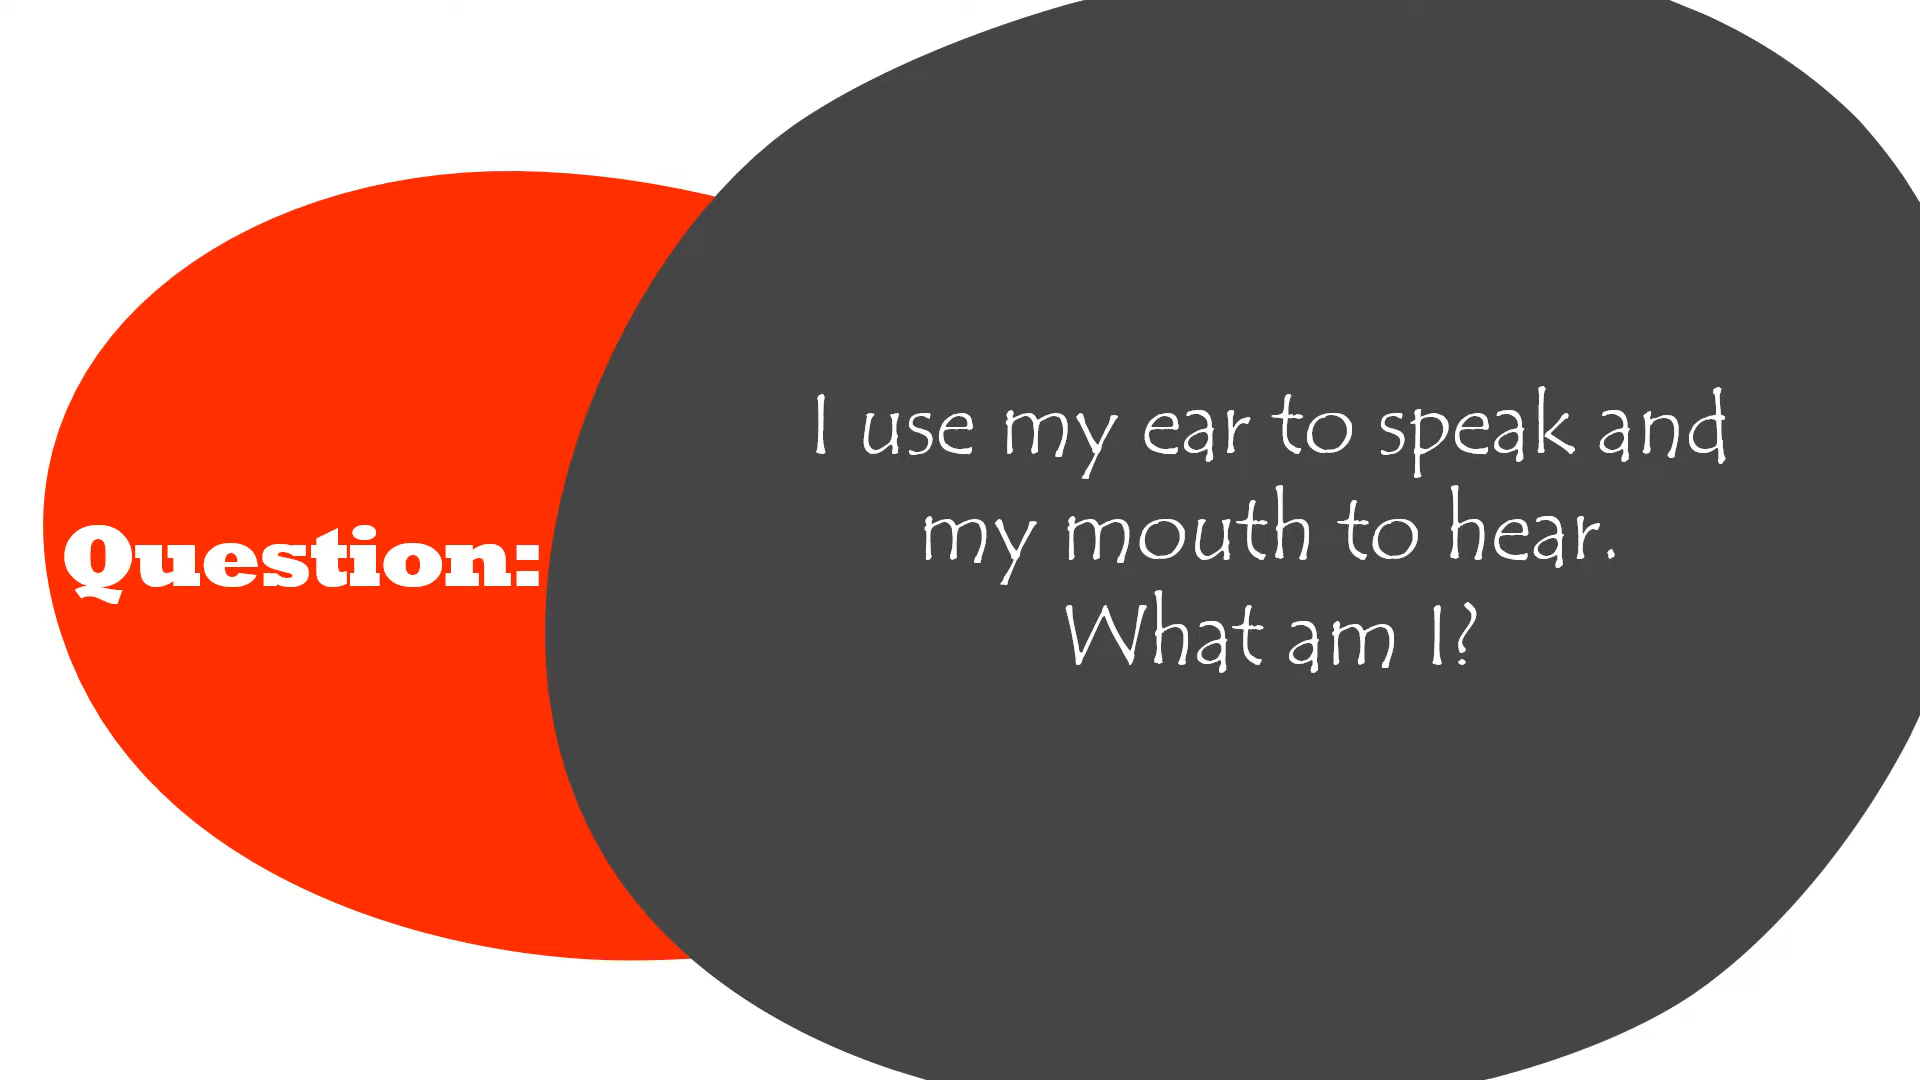 Question:
I use my ear to speak and
my mouth to hear.
What am I?